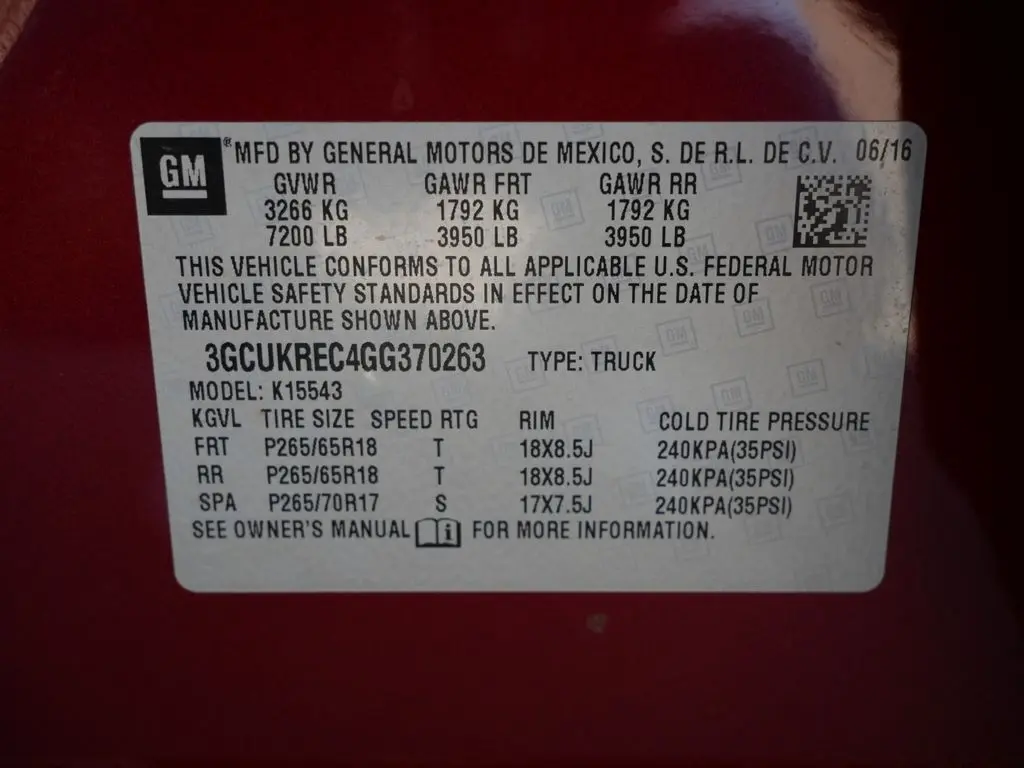 GM ® MFD BY GENERAL MOTORS DE MEXICO, S. DE R.L. DE C.V. 06/16
GVWR GAWR FRT GAWR RR
3266 KG 1792 KG 1792 KG
7200 LB 3950 LB 3950 LB
THIS VEHICLE CONFORMS TO ALL APPLICABLE U.S. FEDERAL MOTOR
VEHICLE SAFETY STANDARDS IN EFFECT ON THE DATE OF
MANUFACTURE SHOWN ABOVE.
3GCUKREC4GG370263 TYPE: TRUCK
MODEL: K15543
KGVL TIRE SIZE SPEED RTG RIM COLD TIRE PRESSURE
FRT P265/65R18 T 18X8.5J 240KPA(35PSI)
RR P265/65R18 T 18X8.5J 240KPA(35PSI)
SPA P265/70R17 S 17X7.5J 240KPA(35PSI)
SEE OWNER'S MANUAL i FOR MORE INFORMATION.